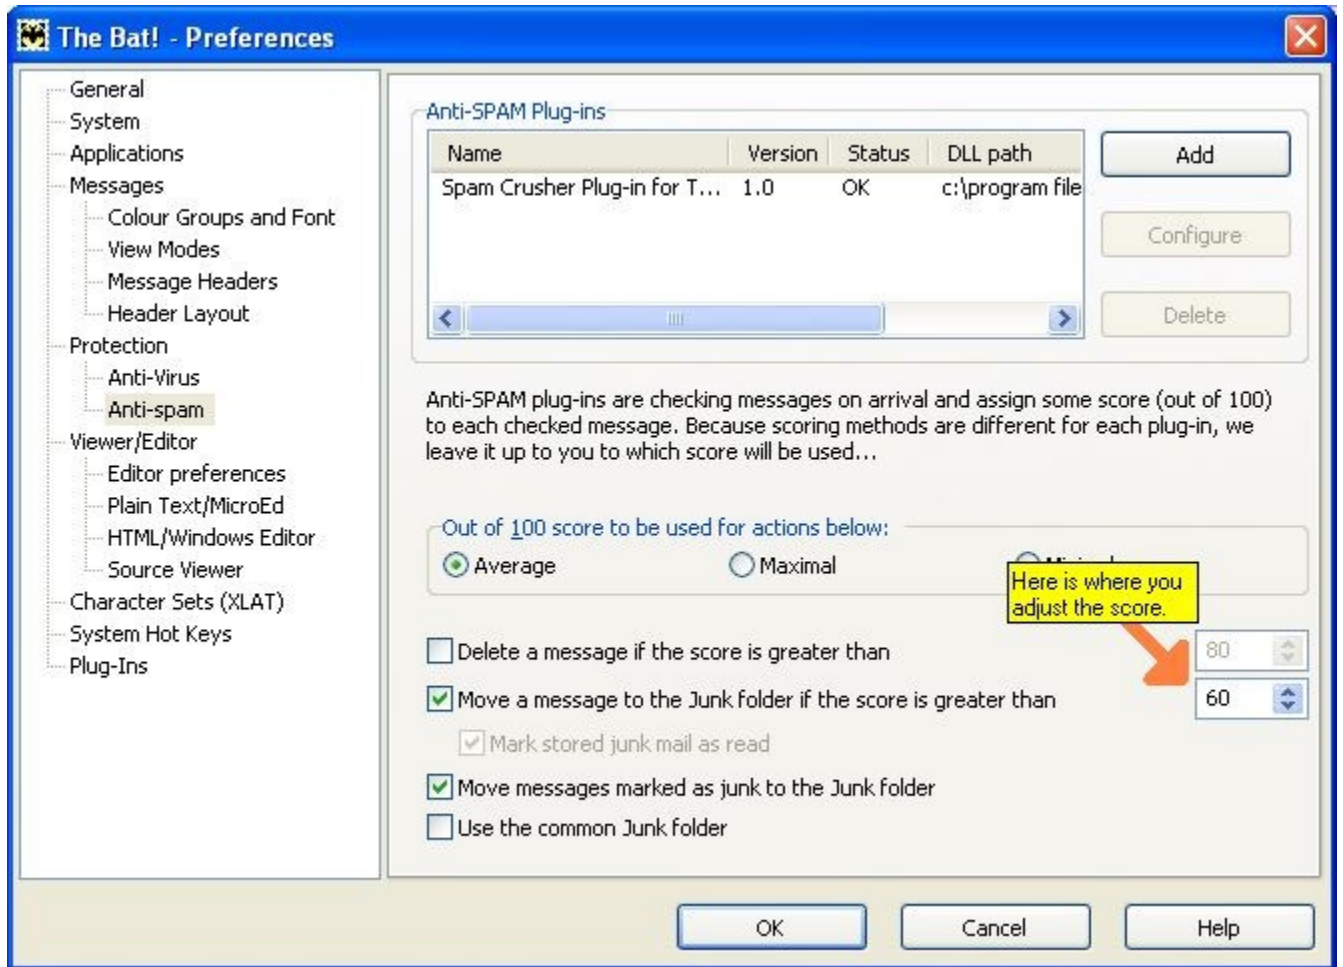 The Bat! - Preferences
General
System
Applications
Messages
Colour Groups and Font
View Modes
Message Headers
Header Layout
Protection
Anti-Virus
Anti-spam
Viewer/Editor
Editor preferences
Plain Text/MicroEd
HTML/Windows Editor
Source Viewer
Character Sets (XLAT)
System Hot Keys
Plug-Ins
Anti-SPAM Plug-ins
Name Version Status DLL path
Spam Crusher Plug-in for T... 1.0 OK c:\program file
Add
Configure
Delete
Anti-SPAM plug-ins are checking messages on arrival and assign some score (out of 100)
to each checked message. Because scoring methods are different for each plug-in, we
leave it up to you to which score will be used...
Out of 100 score to be used for actions below:
Average Maximal
Here is where you
adjust the score.
Delete a message if the score is greater than 80
Move a message to the Junk folder if the score is greater than 60
Mark stored junk mail as read
Move messages marked as junk to the Junk folder
Use the common Junk folder
OK Cancel Help